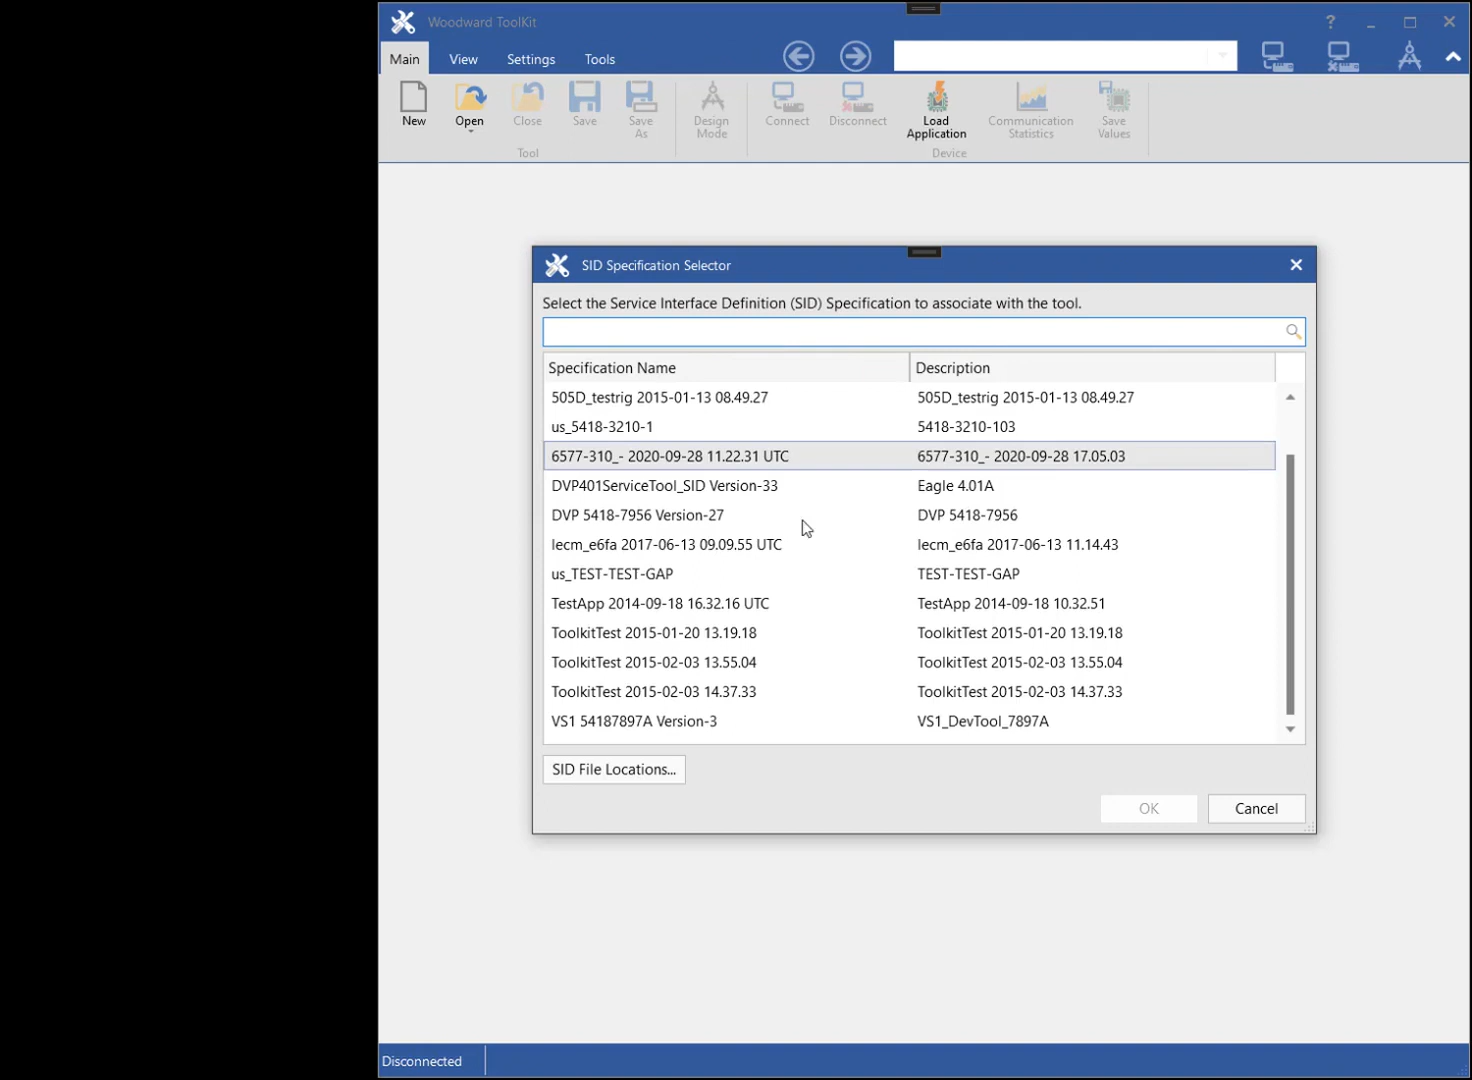 Woodward ToolKit
?
Main View Settings Tools
New Open Close Save Save As Design Mode Connect Disconnect Load Application Communication Statistics Save Values
Tool Device
SID Specification Selector
Select the Service Interface Definition (SID) Specification to associate with the tool.
Specification Name Description
505D_testrig 2015-01-13 08.49.27 505D_testrig 2015-01-13 08.49.27
us_5418-3210-1 5418-3210-103
6577-310_- 2020-09-28 11.22.31 UTC 6577-310_- 2020-09-28 17.05.03
DVP401ServiceTool_SID Version-33 Eagle 4.01A
DVP 5418-7956 Version-27 DVP 5418-7956
lecm_e6fa 2017-06-13 09.09.55 UTC lecm_e6fa 2017-06-13 11.14.43
us_TEST-TEST-GAP TEST-TEST-GAP
TestApp 2014-09-18 16.32.16 UTC TestApp 2014-09-18 10.32.51
ToolkitTest 2015-01-20 13.19.18 ToolkitTest 2015-01-20 13.19.18
ToolkitTest 2015-02-03 13.55.04 ToolkitTest 2015-02-03 13.55.04
ToolkitTest 2015-02-03 14.37.33 ToolkitTest 2015-02-03 14.37.33
VS1 54187897A Version-3 VS1_DevTool_7897A
SID File Locations...
OK Cancel
Disconnected